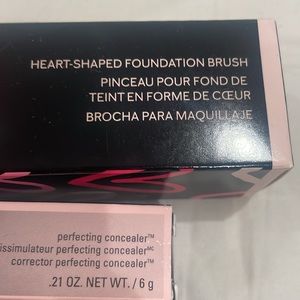 HEART-SHAPED FOUNDATION BRUSH
PINCEAU POUR FOND DE
TEINT EN FORME DE CŒUR
BROCHA PARA MAQUILLAJE
perfecting concealer™
issimulateur perfecting concealerᴹᶜ
corrector perfecting concealer™
.21 OZ. NET WT. / 6 g